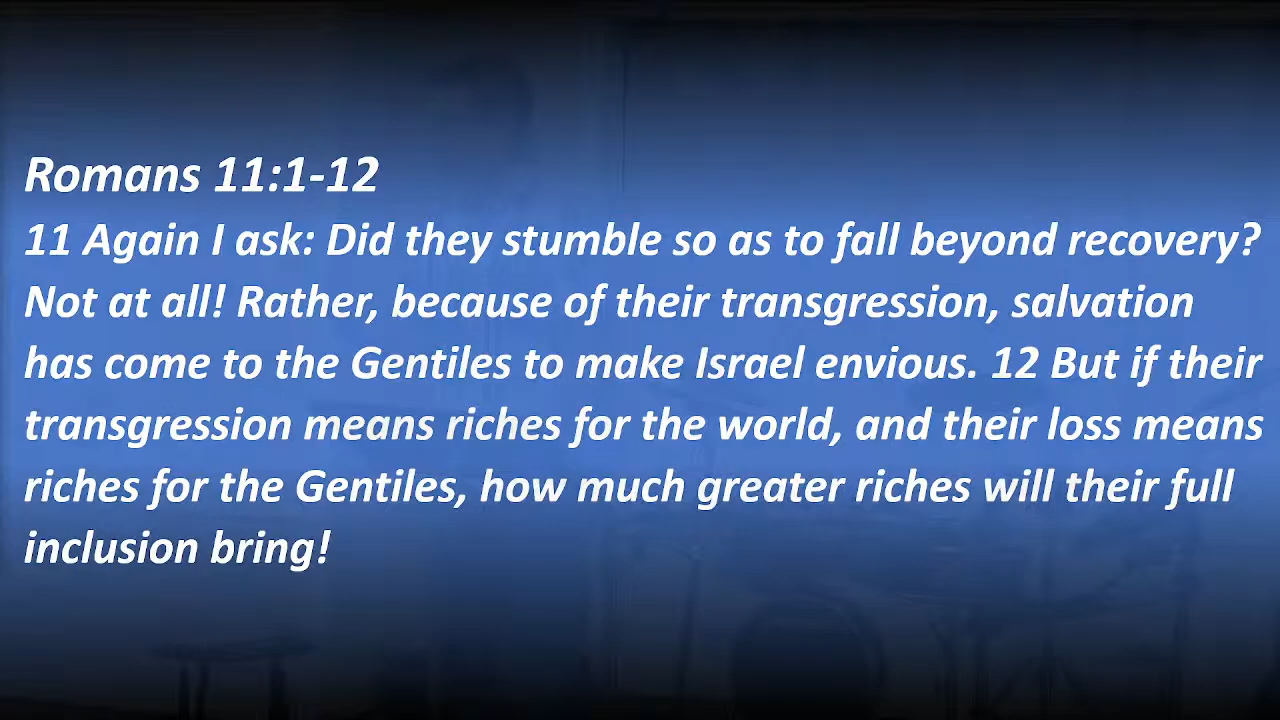 Romans 11:1-12
11 Again I ask: Did they stumble so as to fall beyond recovery?
Not at all! Rather, because of their transgression, salvation
has come to the Gentiles to make Israel envious. 12 But if their
transgression means riches for the world, and their loss means
riches for the Gentiles, how much greater riches will their full
inclusion bring!